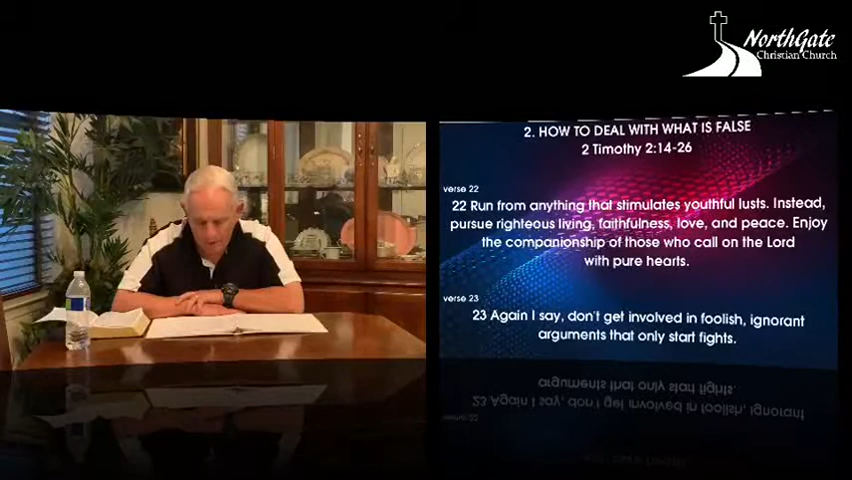 NorthGate
Christian Church
2. HOW TO DEAL WITH WHAT IS FALSE
2 Timothy 2:14-26
verse 22
22 Run from anything that stimulates youthful lusts. Instead,
pursue righteous living, faithfulness, love, and peace. Enjoy
the companionship of those who call on the Lord
with pure hearts.
verse 23
23 Again I say, don't get involved in foolish, ignorant
arguments that only start fights.